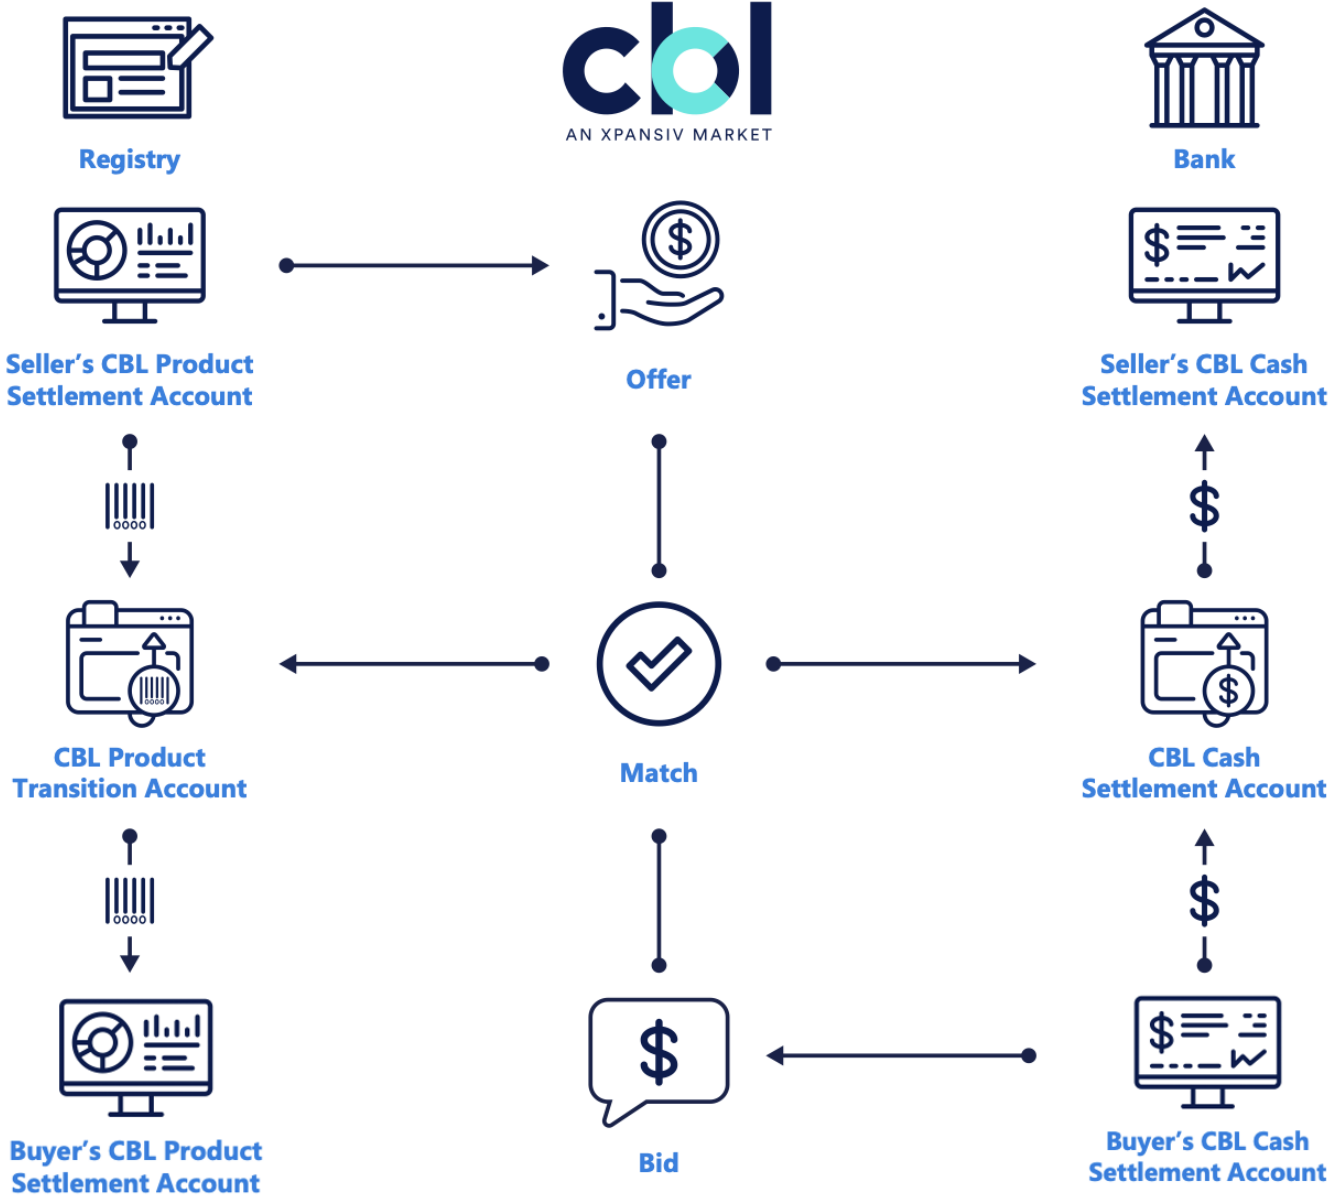 cbl
AN XPANSIV MARKET
Registry
Bank
$
$
Seller's CBL Product
Settlement Account
Offer
Seller's CBL Cash
Settlement Account
$
$
CBL Product
Transition Account
Match
CBL Cash
Settlement Account
$
$
$
Buyer's CBL Product
Settlement Account
Bid
Buyer's CBL Cash
Settlement Account